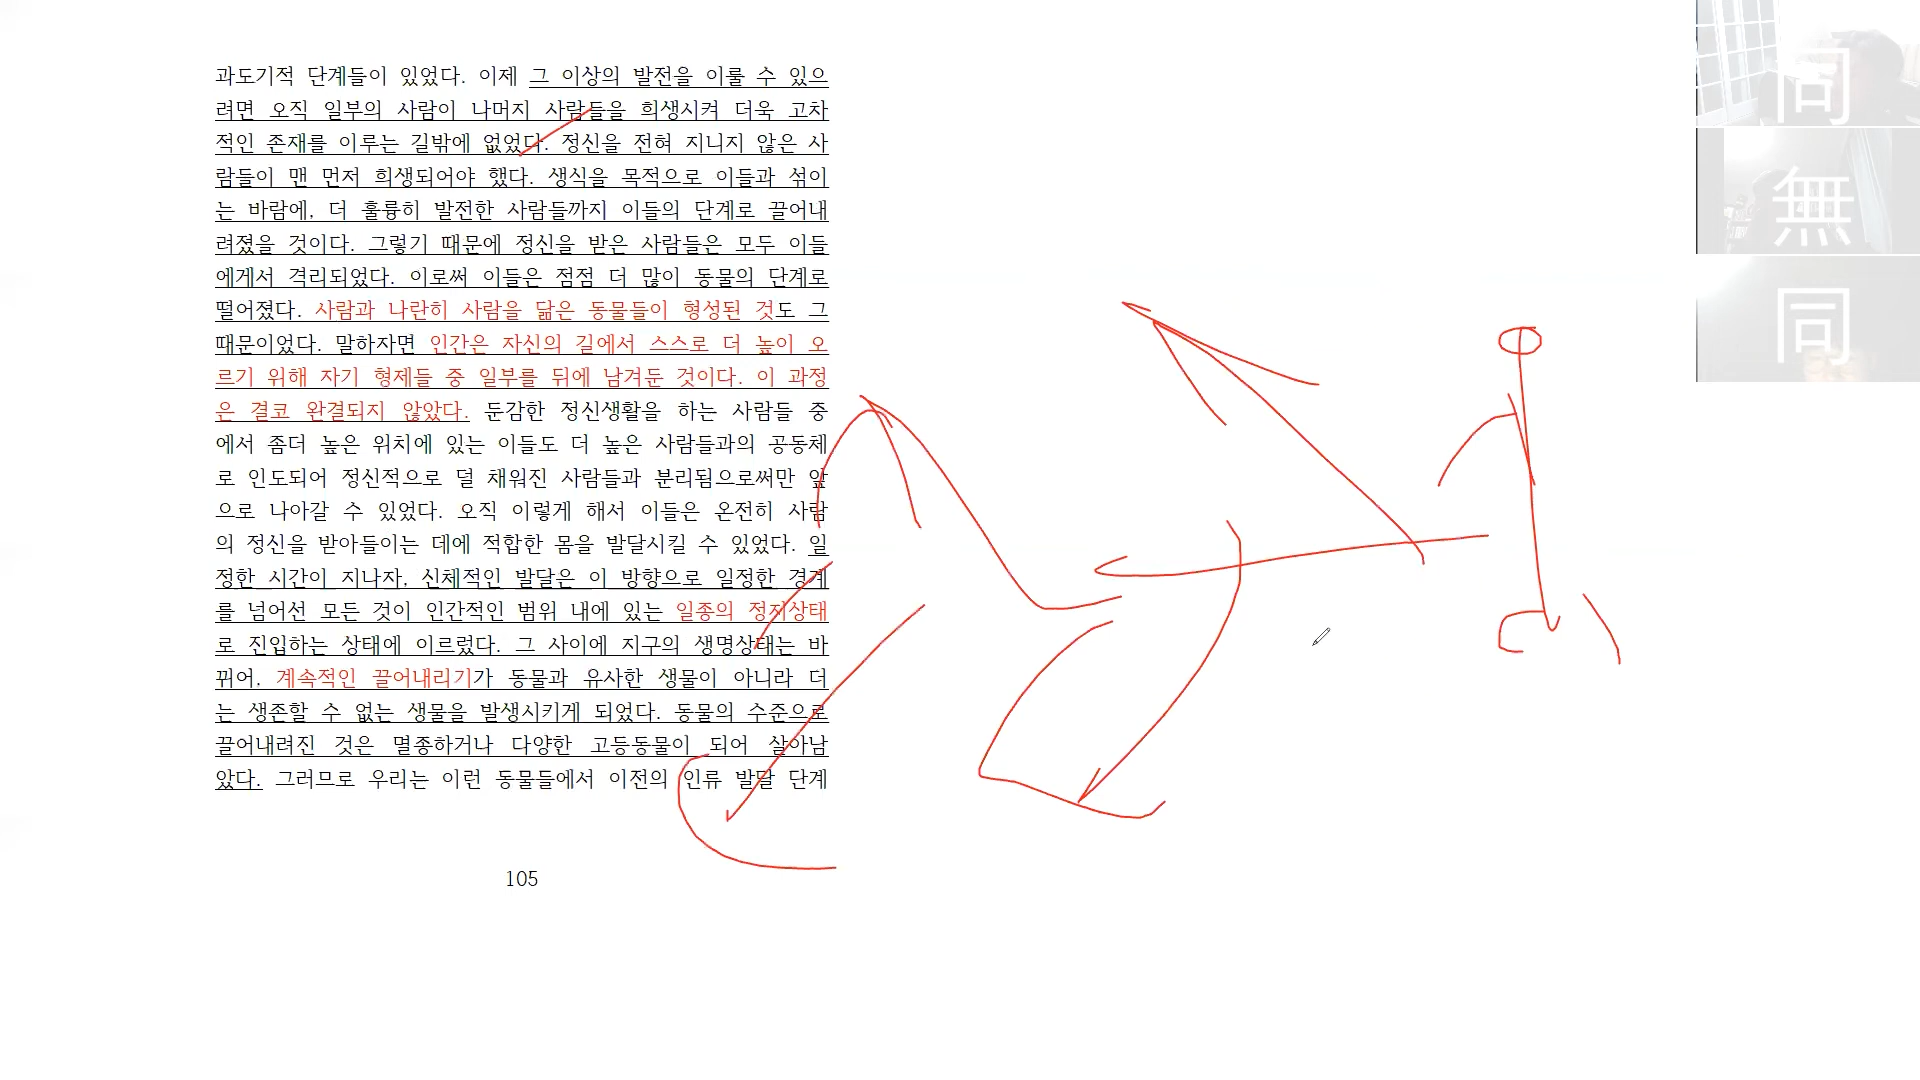 과도기적 단계들이 있었다. 이제 그 이상의 발전을 이룰 수 있으
려면 오직 일부의 사람이 나머지 사람들을 희생시켜 더욱 고차
적인 존재를 이루는 길밖에 없었다. 정신을 전혀 지니지 않은 사
람들이 맨 먼저 희생되어야 했다. 생식을 목적으로 이들과 섞이
는 바람에, 더 훌륭히 발전한 사람들까지 이들의 단계로 끌어내
려졌을 것이다. 그렇기 때문에 정신을 받은 사람들은 모두 이들
에게서 격리되었다. 이로써 이들은 점점 더 많이 동물의 단계로
떨어졌다. 사람과 나란히 사람을 닮은 동물들이 형성된 것도 그
때문이었다. 말하자면 인간은 자신의 길에서 스스로 더 높이 오
르기 위해 자기 형제들 중 일부를 뒤에 남겨둔 것이다. 이 과정
은 결코 완결되지 않았다. 둔감한 정신생활을 하는 사람들 중
에서 좀더 높은 위치에 있는 이들도 더 높은 사람들과의 공동체
로 인도되어 정신적으로 덜 채워진 사람들과 분리됨으로써만 앞
으로 나아갈 수 있었다. 오직 이렇게 해서 이들은 온전히 사람
의 정신을 받아들이는 데에 적합한 몸을 발달시킬 수 있었다. 일
정한 시간이 지나자, 신체적인 발달은 이 방향으로 일정한 경계
를 넘어선 모든 것이 인간적인 범위 내에 있는 일종의 정지상태
로 진입하는 상태에 이르렀다. 그 사이에 지구의 생명상태는 바
뀌어, 계속적인 끌어내리기가 동물과 유사한 생물이 아니라 더
는 생존할 수 없는 생물을 발생시키게 되었다. 동물의 수준으로
끌어내려진 것은 멸종하거나 다양한 고등동물이 되어 살아남
았다. 그러므로 우리는 이런 동물들에서 이전의 인류 발달 단계
105
同
無
同